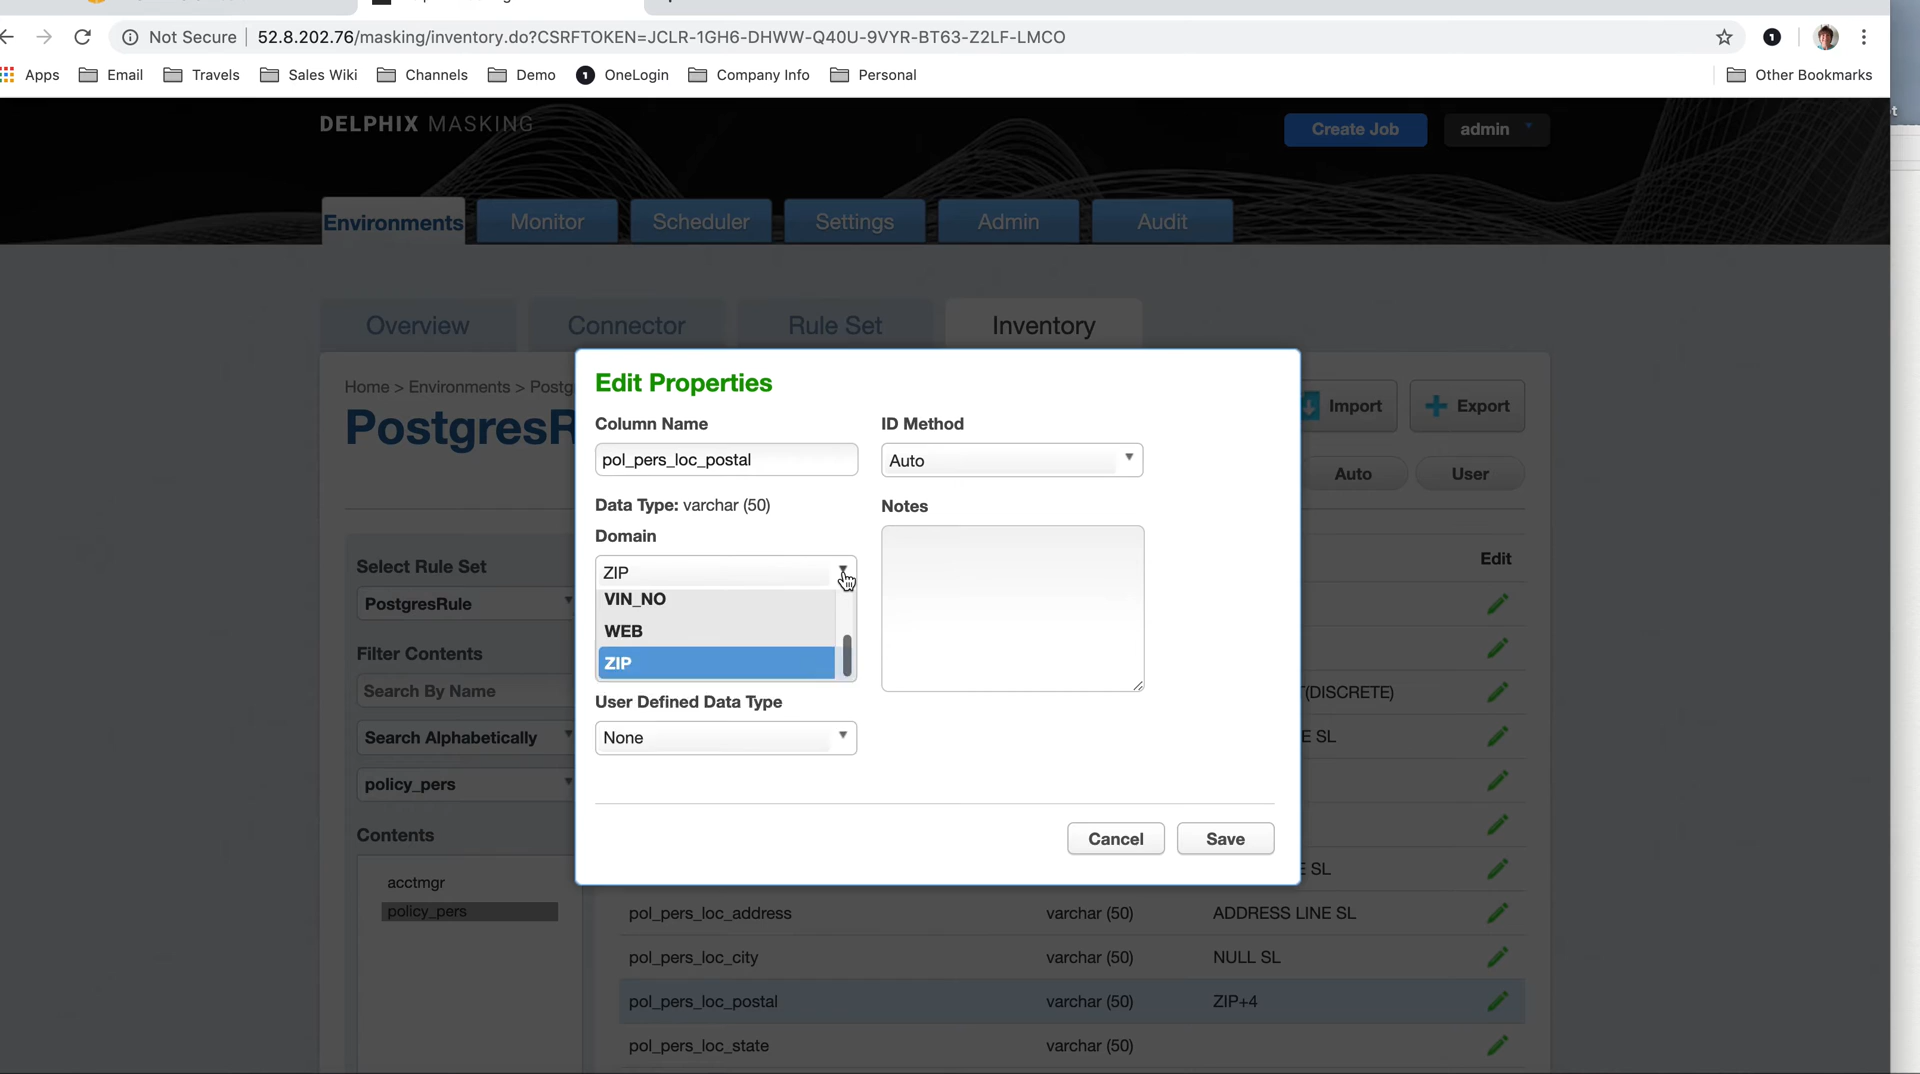 Not Secure | 52.8.202.76/masking/inventory.do?CSRFTOKEN=JCLR-1GH6-DHWW-Q40U-9VYR-BT63-Z2LF-LMCO
1
Apps Email Travels Sales Wiki Channels Demo 1 OneLogin Company Info Personal Other Bookmarks
DELPHIX MASKING
Create Job admin
Environments Monitor Scheduler Settings Admin Audit
Overview Connector Rule Set Inventory
Home > Environments > Postg
PostgresR
Import Export
Auto User
Edit Properties
Column Name ID Method
pol_pers_loc_postal Auto
Data Type: varchar (50) Notes
Domain
ZIP
VIN_NO
WEB
ZIP
User Defined Data Type
None
Cancel Save
Select Rule Set
PostgresRule
Filter Contents
Search By Name
Search Alphabetically
policy_pers
Contents
acctmgr
policy_pers
Edit
T(DISCRETE)
E SL
E SL
pol_pers_loc_address varchar (50) ADDRESS LINE SL
pol_pers_loc_city varchar (50) NULL SL
pol_pers_loc_postal varchar (50) ZIP+4
pol_pers_loc_state varchar (50)